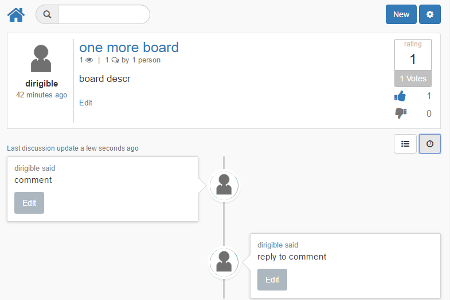 New
one more board
1 | 1 by 1 person
board descr
Edit
dirigible
42 minutes ago
rating
1
1 Votes
1
0
Last discussion update a few seconds ago
dirigible said
comment
Edit
dirigible said
reply to comment
Edit